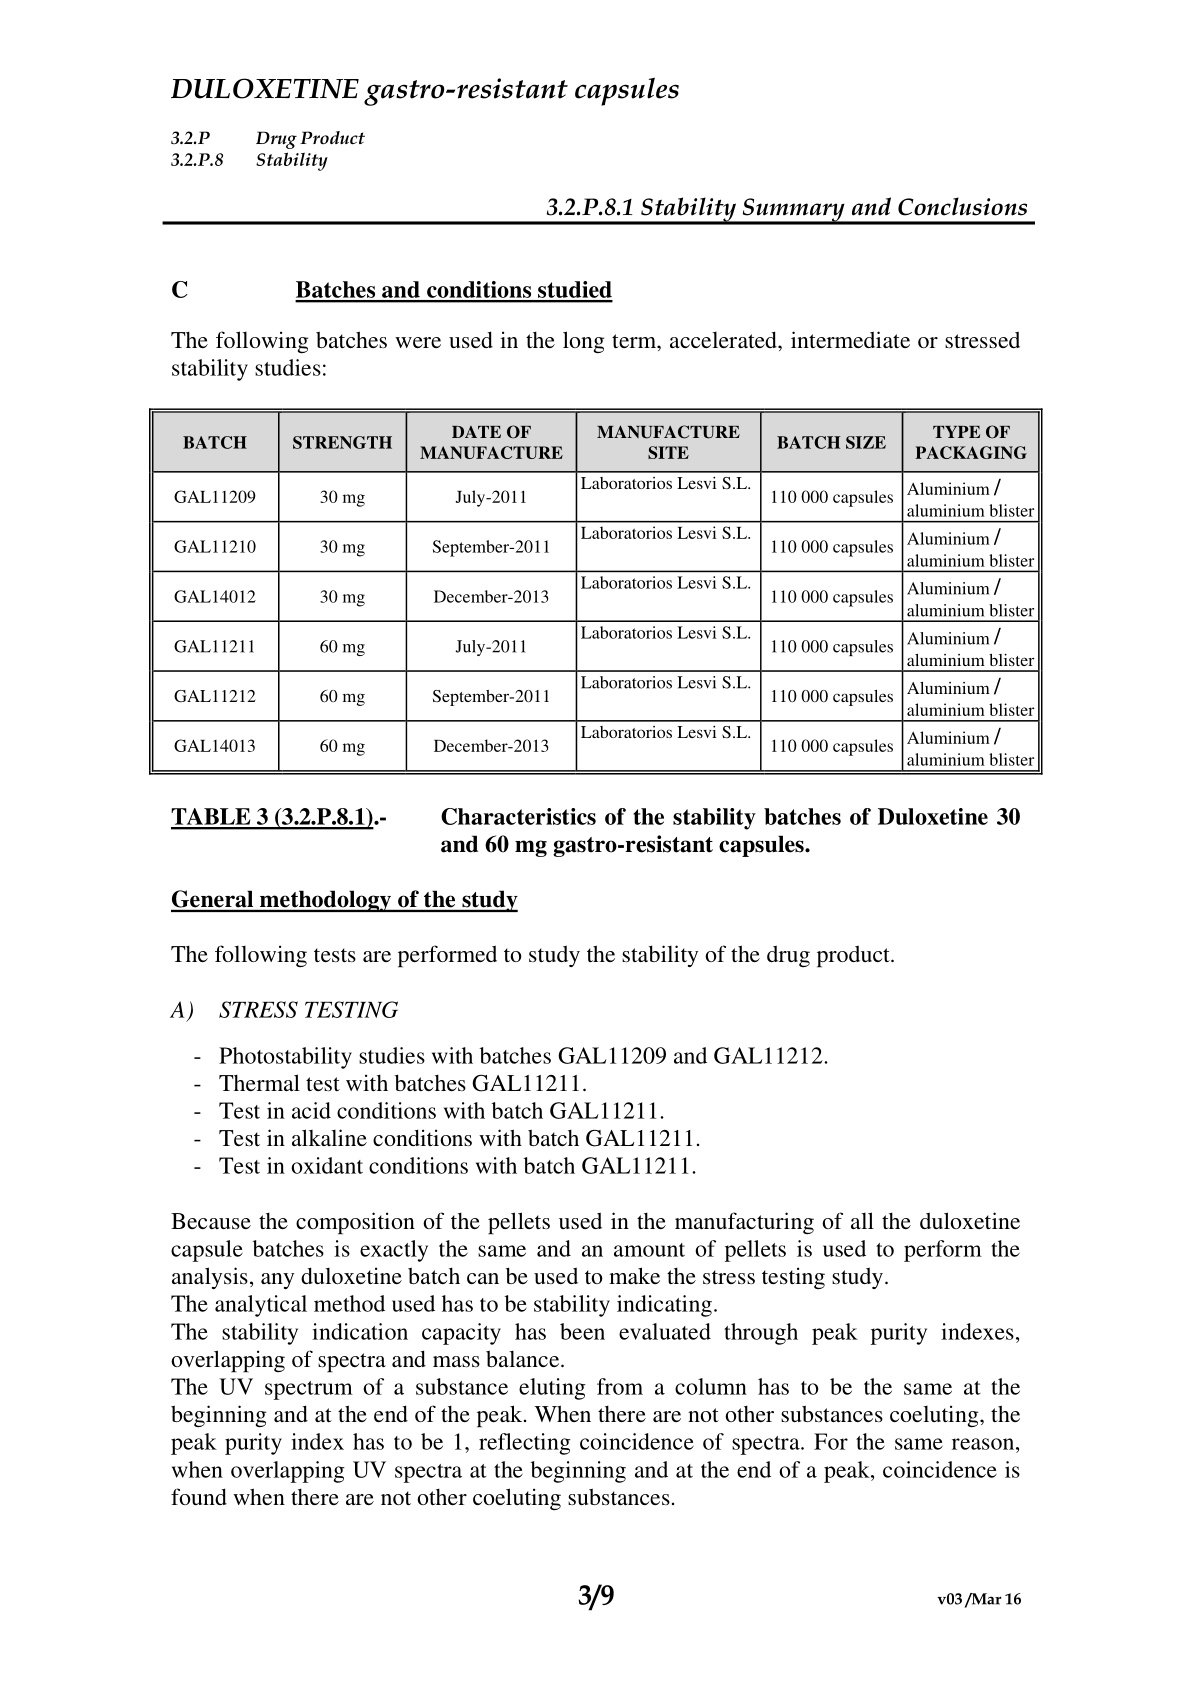 DULOXETINE gastro-resistant capsules
3.2.P Drug Product
3.2.P.8 Stability
3.2.P.8.1 Stability Summary and Conclusions
C Batches and conditions studied
The following batches were used in the long term, accelerated, intermediate or stressed
stability studies:
BATCH STRENGTH DATE OF MANUFACTURE MANUFACTURE SITE BATCH SIZE TYPE OF PACKAGING
GAL11209 30 mg July-2011 Laboratorios Lesvi S.L. 110 000 capsules Aluminium / aluminium blister
GAL11210 30 mg September-2011 Laboratorios Lesvi S.L. 110 000 capsules Aluminium / aluminium blister
GAL14012 30 mg December-2013 Laboratorios Lesvi S.L. 110 000 capsules Aluminium / aluminium blister
GAL11211 60 mg July-2011 Laboratorios Lesvi S.L. 110 000 capsules Aluminium / aluminium blister
GAL11212 60 mg September-2011 Laboratorios Lesvi S.L. 110 000 capsules Aluminium / aluminium blister
GAL14013 60 mg December-2013 Laboratorios Lesvi S.L. 110 000 capsules Aluminium / aluminium blister
TABLE 3 (3.2.P.8.1).- Characteristics of the stability batches of Duloxetine 30
and 60 mg gastro-resistant capsules.
General methodology of the study
The following tests are performed to study the stability of the drug product.
A) STRESS TESTING
- Photostability studies with batches GAL11209 and GAL11212.
- Thermal test with batches GAL11211.
- Test in acid conditions with batch GAL11211.
- Test in alkaline conditions with batch GAL11211.
- Test in oxidant conditions with batch GAL11211.
Because the composition of the pellets used in the manufacturing of all the duloxetine
capsule batches is exactly the same and an amount of pellets is used to perform the
analysis, any duloxetine batch can be used to make the stress testing study.
The analytical method used has to be stability indicating.
The stability indication capacity has been evaluated through peak purity indexes,
overlapping of spectra and mass balance.
The UV spectrum of a substance eluting from a column has to be the same at the
beginning and at the end of the peak. When there are not other substances coeluting, the
peak purity index has to be 1, reflecting coincidence of spectra. For the same reason,
when overlapping UV spectra at the beginning and at the end of a peak, coincidence is
found when there are not other coeluting substances.
3/9
v03 /Mar 16